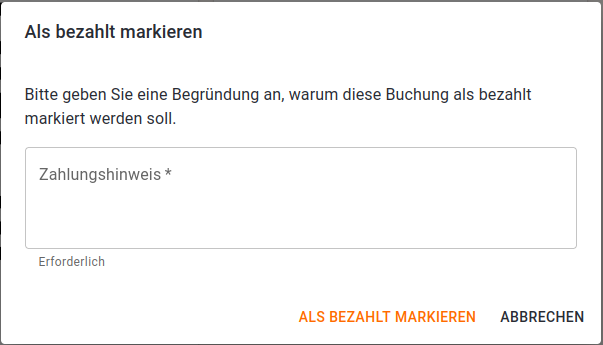 Als bezahlt markieren
Bitte geben Sie eine Begründung an, warum diese Buchung als bezahlt
markiert werden soll.
Zahlungshinweis *
Erforderlich
ALS BEZAHLT MARKIEREN ABBRECHEN